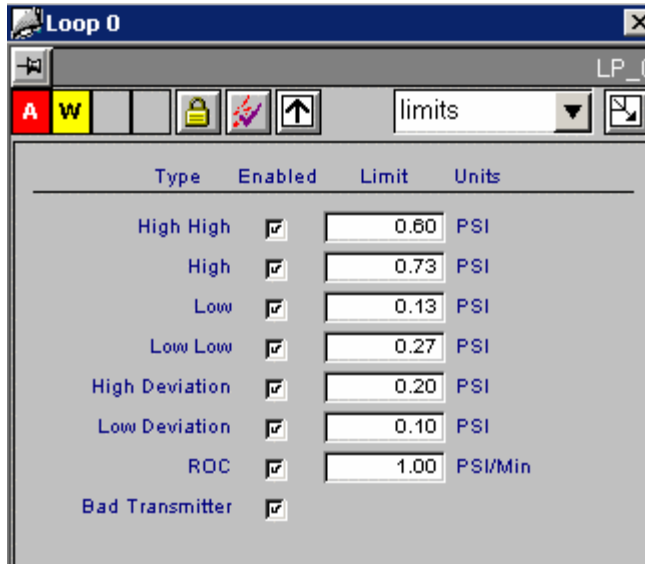 Loop 0
LP_0
A W limits
Type Enabled Limit Units
High High 0.60 PSI
High 0.73 PSI
Low 0.13 PSI
Low Low 0.27 PSI
High Deviation 0.20 PSI
Low Deviation 0.10 PSI
ROC 1.00 PSI/Min
Bad Transmitter